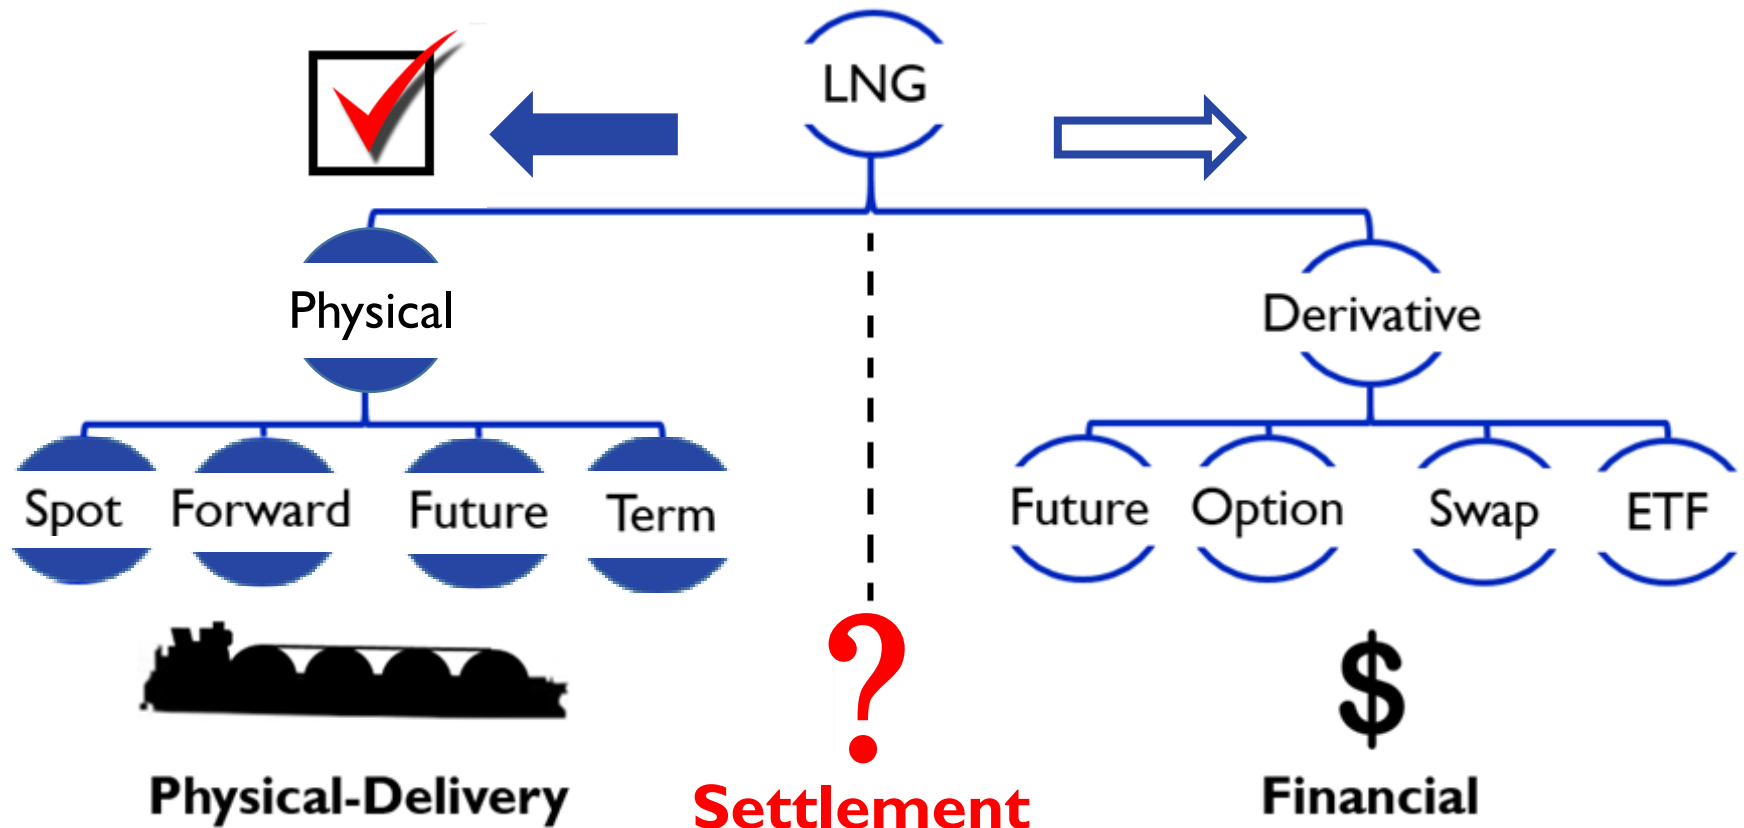 LNG
Physical
Derivative
Spot Forward Future Term
Future Option Swap ETF
?
$
Physical-Delivery
Settlement
Financial